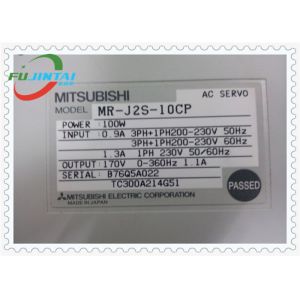 FUJINTAI
MITSUBISHI
AC SERVO
MODEL MR-J2S-10CP
POWER : 100W
INPUT : 0.9A 3PH+1PH200-230V 50Hz
3PH+1PH200-230V 60Hz
1.3A 1PH 230V 50/60Hz
OUTPUT: 170V 0-360Hz 1.1A
SERIAL: B76Q5A022
TC300A214G51
PASSED
MITSUBISHI ELECTRIC CORPORATION
MADE IN JAPAN